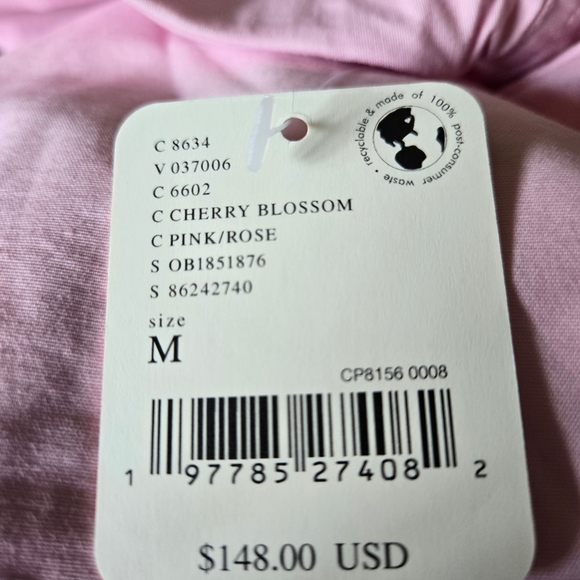 C 8634
V 037006
C 6602
C CHERRY BLOSSOM
C PINK/ROSE
S OB1851876
S 86242740
size
M
recyclable & made of 100% post-consumer waste •
CP8156 0008
1 97785 27408 2
$148.00 USD